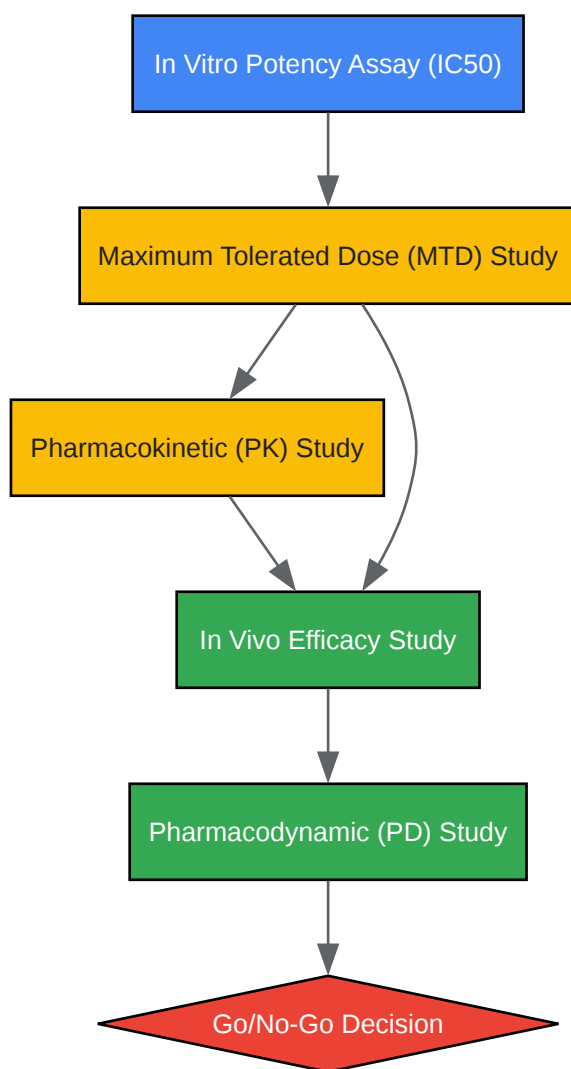 In Vitro Potency Assay (IC50)
Maximum Tolerated Dose (MTD) Study
Pharmacokinetic (PK) Study
In Vivo Efficacy Study
Pharmacodynamic (PD) Study
Go/No-Go Decision